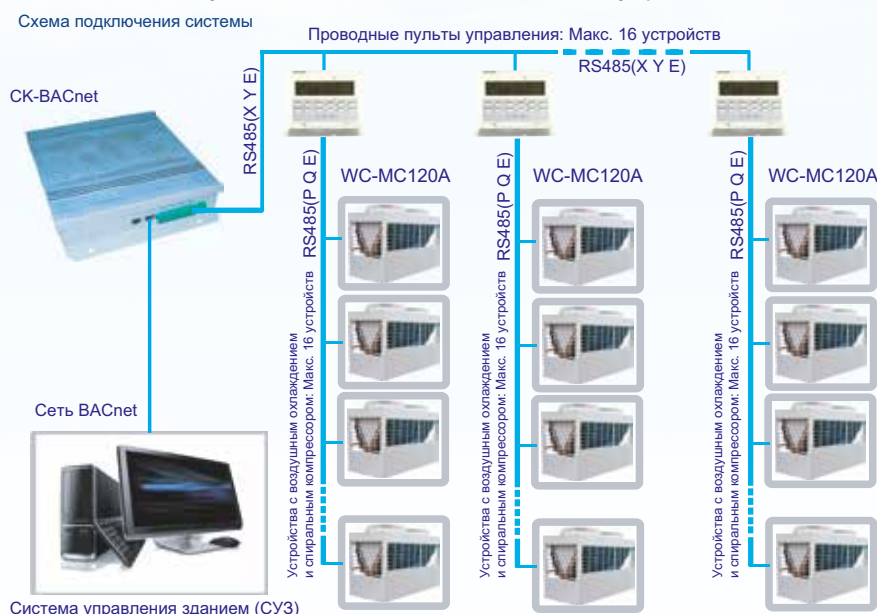 Схема подключения системы
Проводные пульты управления: Макс. 16 устройств
RS485(X Y E)
CK-BACnet
RS485(X Y E)
RS485(P Q E)
WC-MC120A
RS485(P Q E)
WC-MC120A
RS485(P Q E)
WC-MC120A
Устройства с воздушным охлаждением
и спиральным компрессором: Макс. 16 устройств
Устройства с воздушным охлаждением
и спиральным компрессором: Макс. 16 устройств
Устройства с воздушным охлаждением
и спиральным компрессором: Макс. 16 устройств
Сеть BACnet
Система управления зданием (СУЗ)